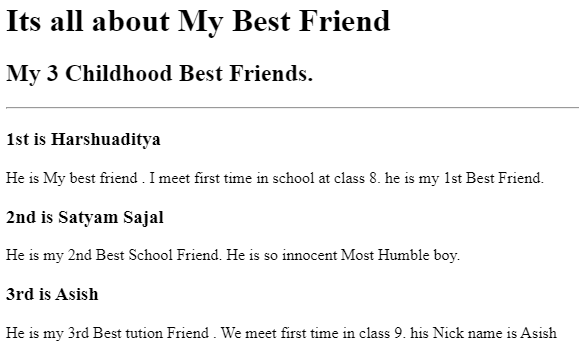 Its all about My Best Friend
My 3 Childhood Best Friends.
1st is Harshuaditya
He is My best friend . I meet first time in school at class 8. he is my 1st Best Friend.
2nd is Satyam Sajal
He is my 2nd Best School Friend. He is so innocent Most Humble boy.
3rd is Asish
He is my 3rd Best tution Friend . We meet first time in class 9. his Nick name is Asish